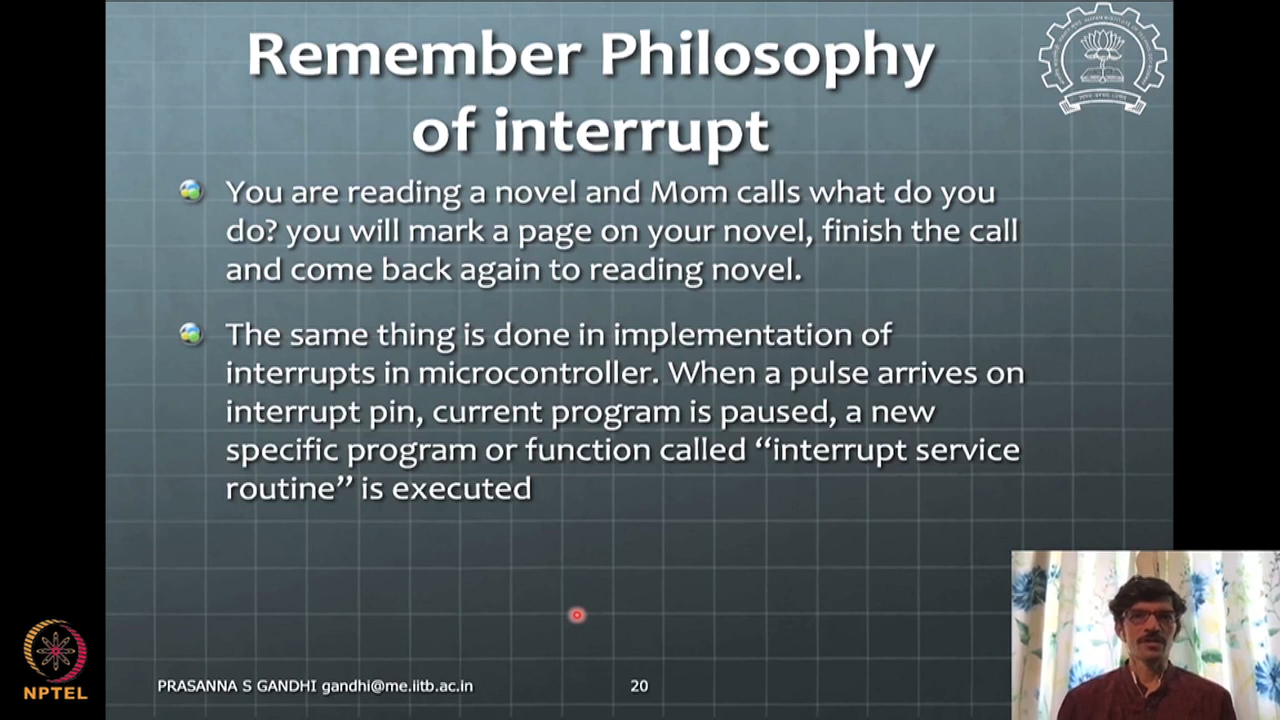 Remember Philosophy
of interrupt
You are reading a novel and Mom calls what do you
do? you will mark a page on your novel, finish the call
and come back again to reading novel.
The same thing is done in implementation of
interrupts in microcontroller. When a pulse arrives on
interrupt pin, current program is paused, a new
specific program or function called “interrupt service
routine” is executed
NPTEL
PRASANNA S GANDHI gandhi@me.iitb.ac.in
20